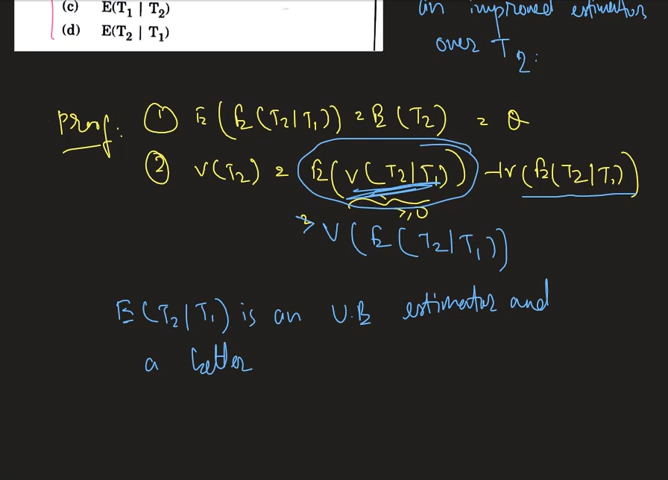 (c) E(T₁ | T₂)
(d) E(T₂ | T₁)
an improved estimator
over T₂:
Proof: ① E(E(T₂|T₁)) = E(T₂) = θ
② V(T₂) = E(V(T₂|T₁)) + V(E(T₂|T₁))
≥0
≥ V(E(T₂|T₁))
E(T₂|T₁) is an U.B estimator and
a better